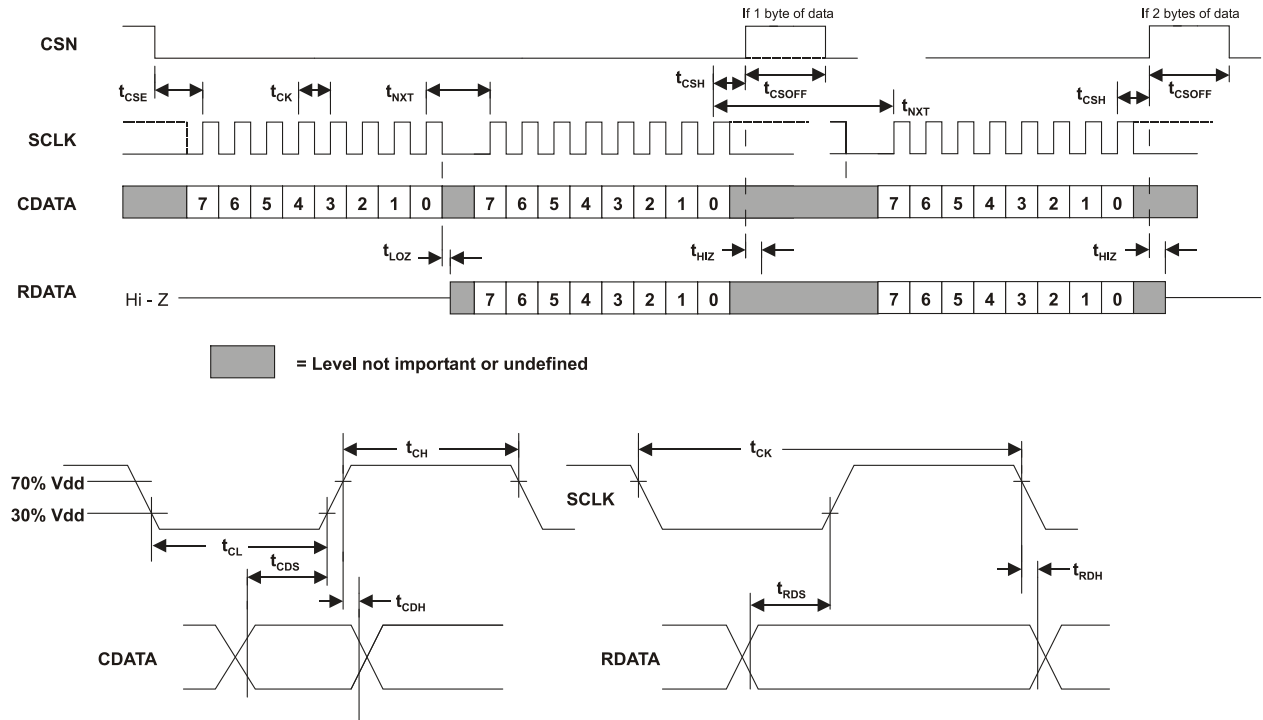 If 1 byte of data If 2 bytes of data
CSN
tCSE tCK tNXT tCSH tCSOFF tNXT tCSH tCSOFF
SCLK
CDATA 7 6 5 4 3 2 1 0 7 6 5 4 3 2 1 0 7 6 5 4 3 2 1 0
tLOZ tHIZ tHIZ
RDATA Hi - Z 7 6 5 4 3 2 1 0 7 6 5 4 3 2 1 0
= Level not important or undefined
tCH tCK
70% Vdd
SCLK
30% Vdd
tCL
tCDS tRDH
tRDS
tCDH
CDATA RDATA